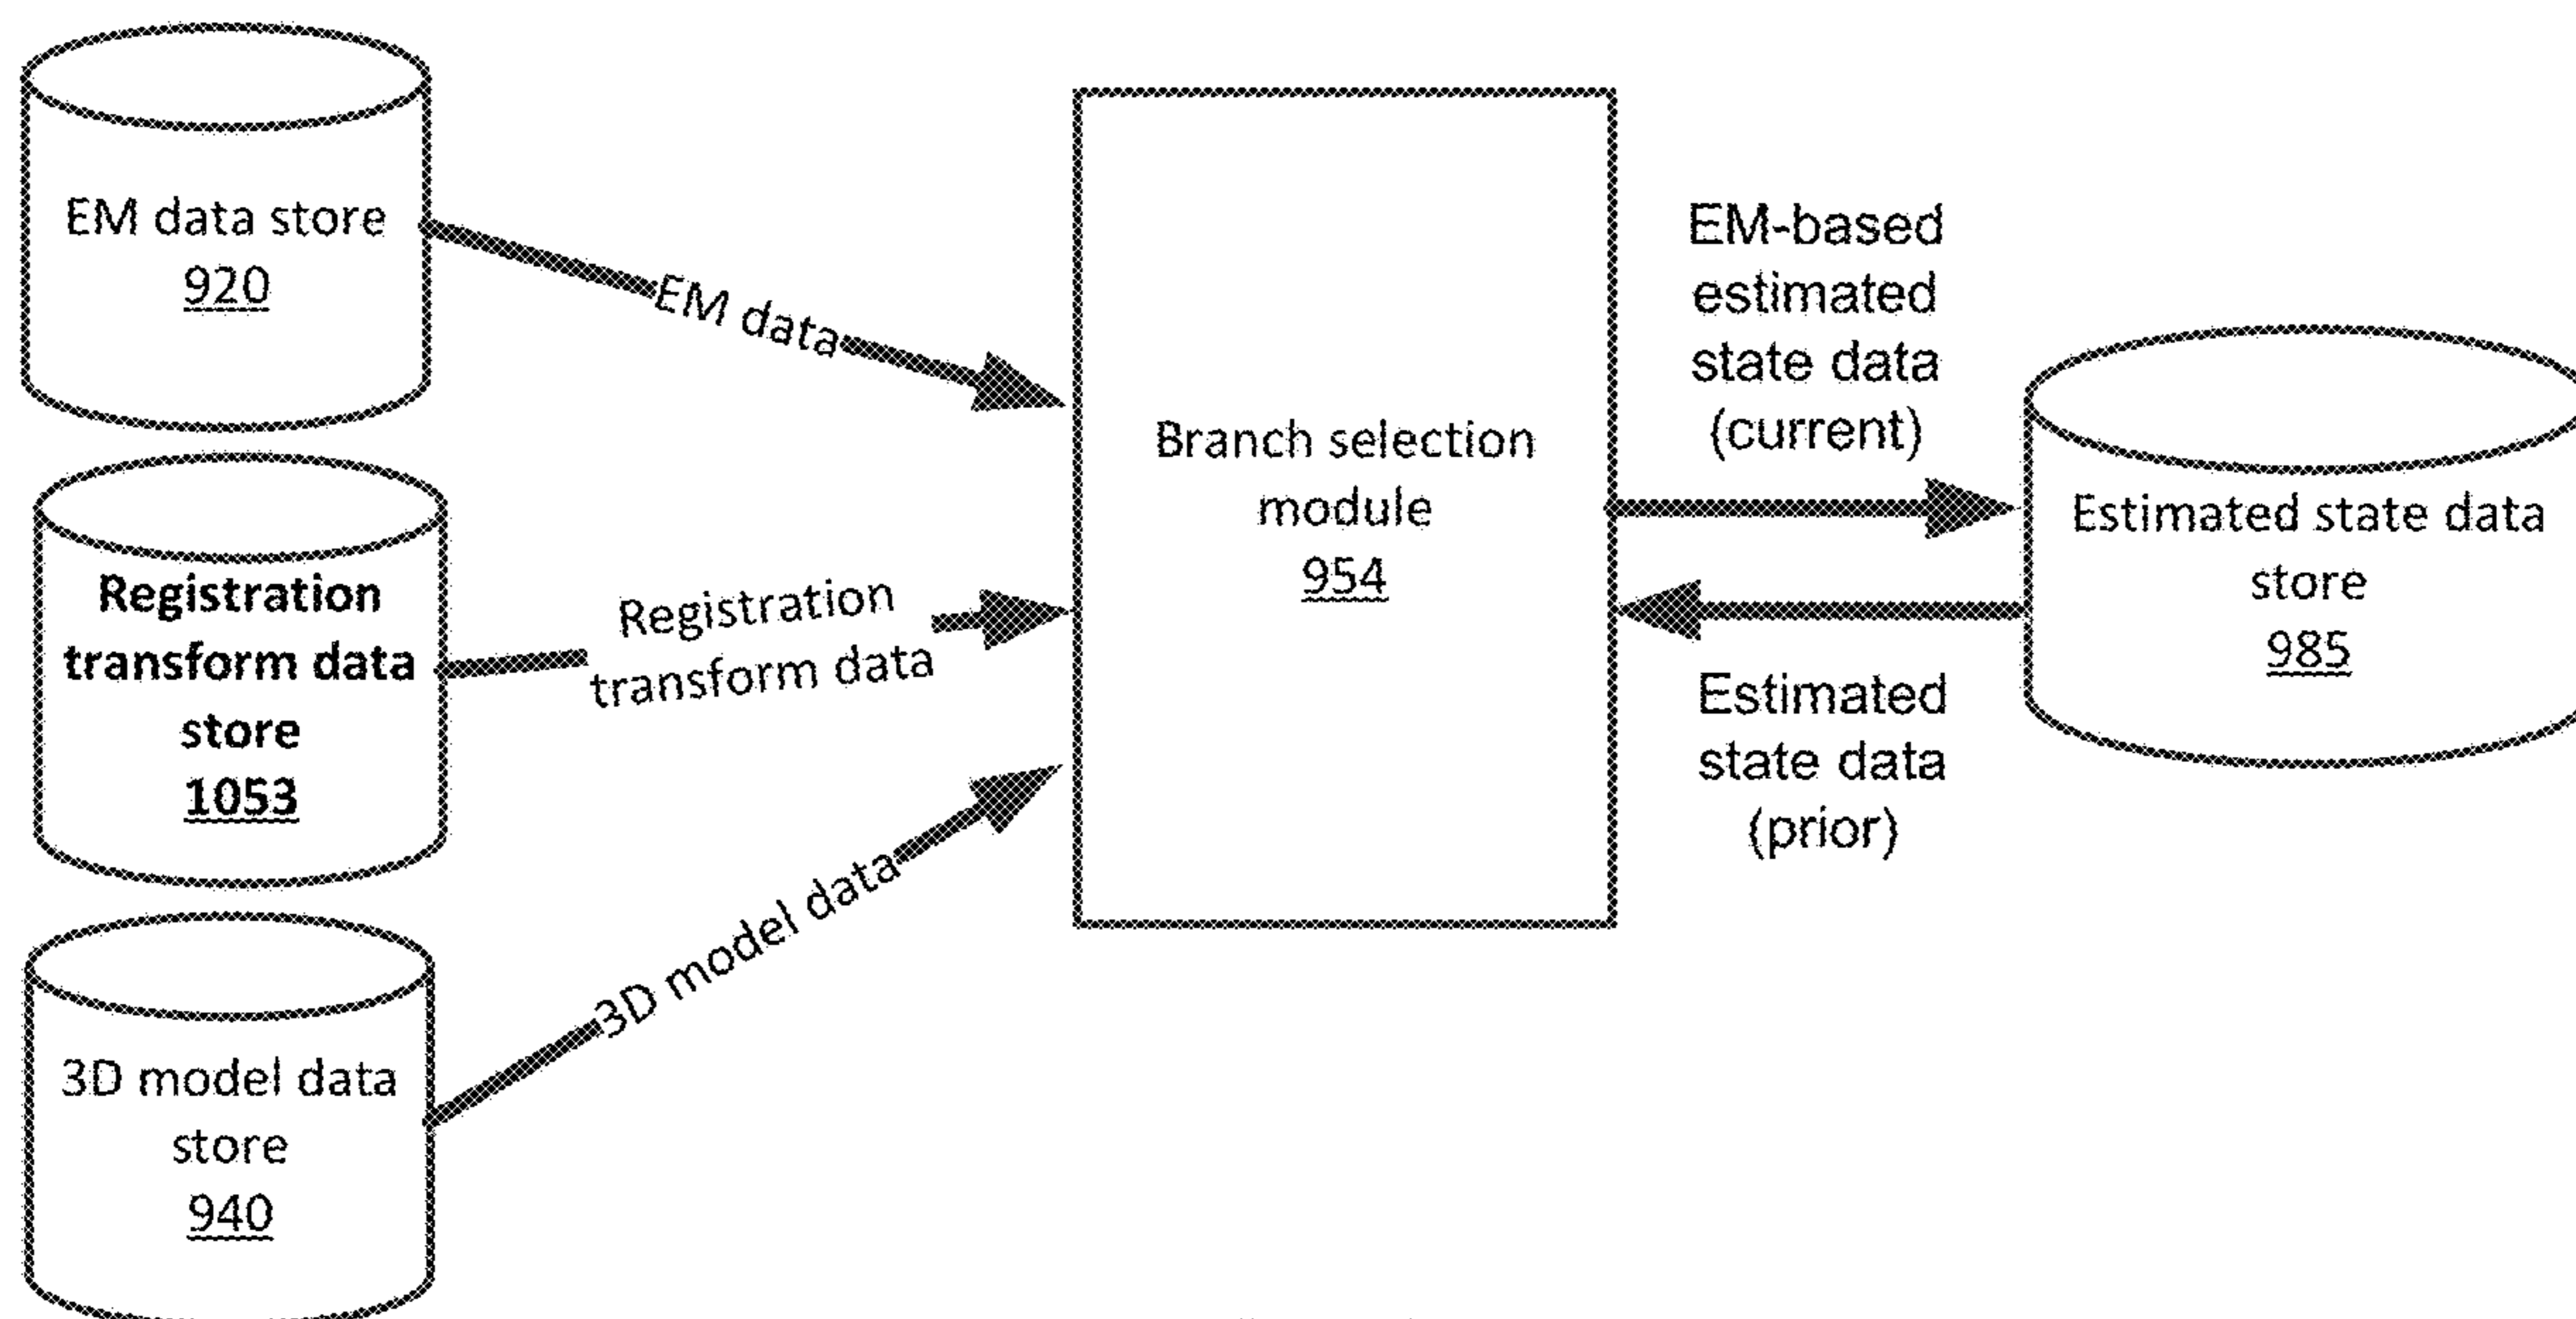 EM data store
920
EM data
Registration
transform data
store
1053
Registration
transform data
3D model data
store
940
3D model data
Branch selection
module
954
EM-based
estimated
state data
(current)
Estimated
state data
(prior)
Estimated state data
store
985